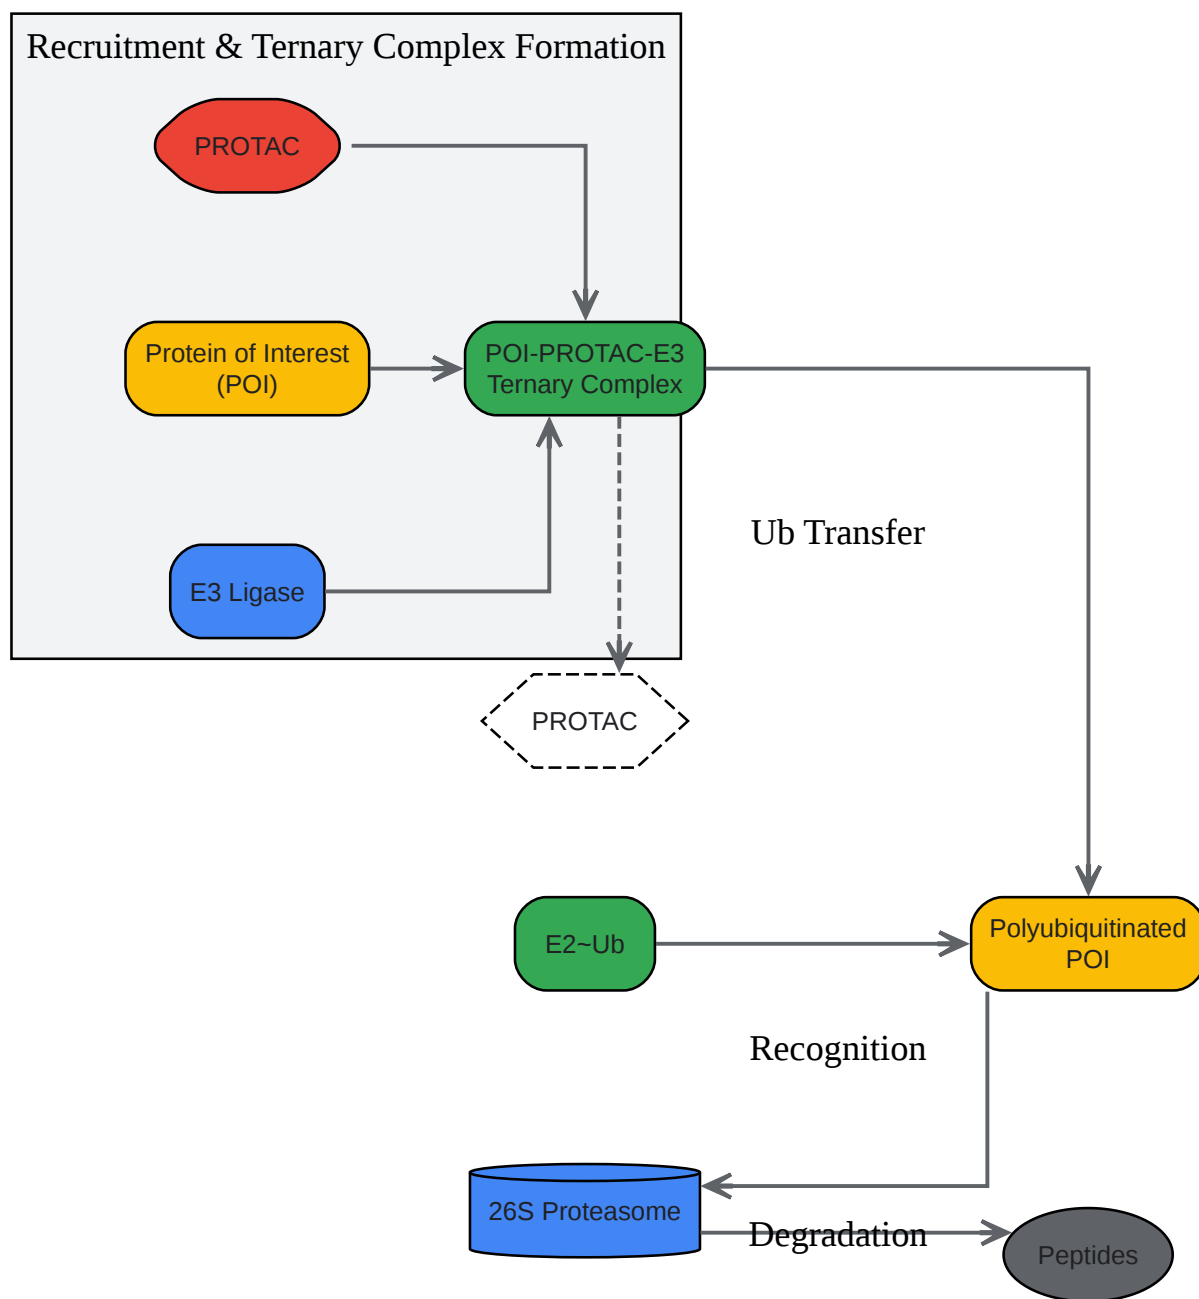 Recruitment & Ternary Complex Formation
PROTAC
Protein of Interest
(POI)
POI-PROTAC-E3
Ternary Complex
Ub Transfer
E3 Ligase
PROTAC
E2~Ub
Polyubiquitinated
POI
Recognition
26S Proteasome
Degradation
Peptides